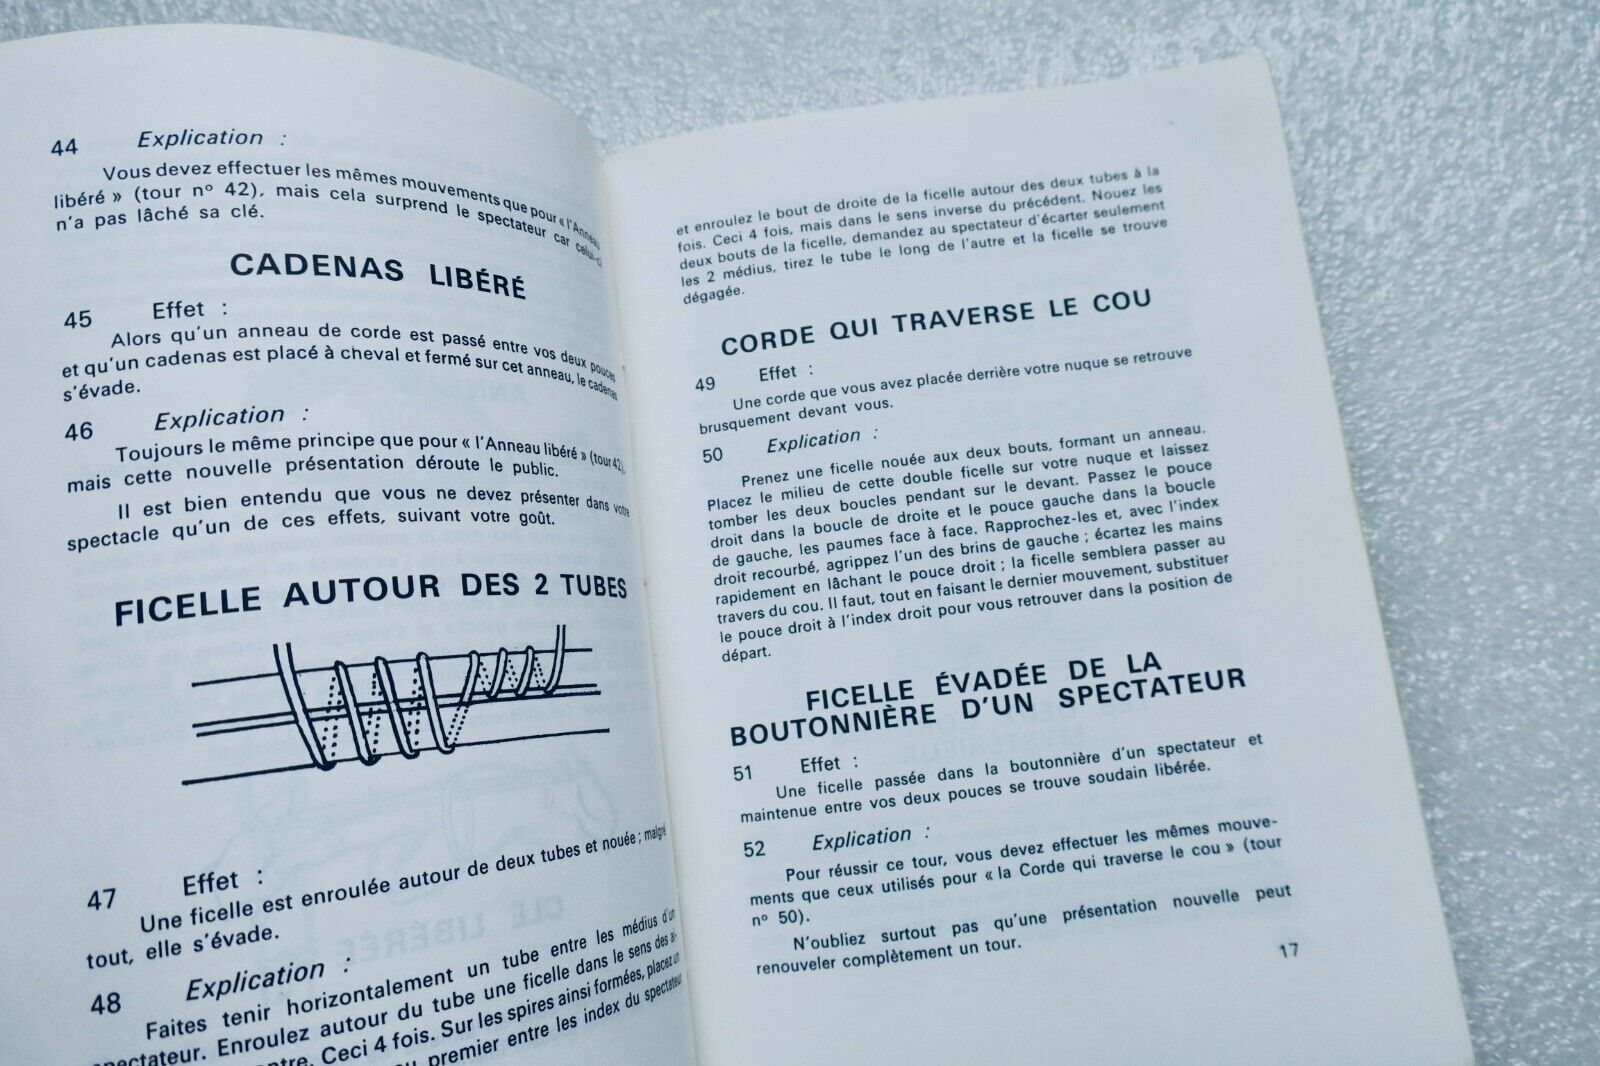 44 Explication :
Vous devez effectuer les mêmes mouvements que pour « l'Anneau
libéré » (tour nº 42), mais cela surprend le spectateur car celui-ci
n'a pas lâché sa clé.
CADENAS LIBÉRÉ
45 Effet :
Alors qu'un anneau de corde est passé entre vos deux pouces
et qu'un cadenas est placé à cheval et fermé sur cet anneau, le cadenas
s'évade.
46 Explication :
Toujours le même principe que pour « l'Anneau libéré » (tour 42),
mais cette nouvelle présentation déroute le public.
Il est bien entendu que vous ne devez présenter dans votre
spectacle qu'un de ces effets, suivant votre goût.
FICELLE AUTOUR DES 2 TUBES
47 Effet :
Une ficelle est enroulée autour de deux tubes et nouée ; malgré
tout, elle s'évade.
48 Explication :
Faites tenir horizontalement un tube entre les médius d'un
spectateur. Enroulez autour du tube une ficelle dans le sens des ai-
Ceci 4 fois. Sur les spires ainsi formées, placez un
premier entre les index du spectateur
et enroulez le bout de droite de la ficelle autour des deux tubes à la
fois. Ceci 4 fois, mais dans le sens inverse du précédent. Nouez les
deux bouts de la ficelle, demandez au spectateur d'écarter seulement
les 2 médius, tirez le tube le long de l'autre et la ficelle se trouve
dégagée.
CORDE QUI TRAVERSE LE COU
49 Effet :
Une corde que vous avez placée derrière votre nuque se retrouve
brusquement devant vous.
50 Explication :
Prenez une ficelle nouée aux deux bouts, formant un anneau.
Placez le milieu de cette double ficelle sur votre nuque et laissez
tomber les deux boucles pendant sur le devant. Passez le pouce
droit dans la boucle de droite et le pouce gauche dans la boucle
de gauche, les paumes face à face. Rapprochez-les et, avec l'index
droit recourbé, agrippez l'un des brins de gauche ; écartez les mains
rapidement en lâchant le pouce droit ; la ficelle semblera passer au
travers du cou. Il faut, tout en faisant le dernier mouvement, substituer
le pouce droit à l'index droit pour vous retrouver dans la position de
départ.
FICELLE ÉVADÉE DE LA
BOUTONNIÈRE D'UN SPECTATEUR
51 Effet :
Une ficelle passée dans la boutonnière d'un spectateur et
maintenue entre vos deux pouces se trouve soudain libérée.
52 Explication :
Pour réussir ce tour, vous devez effectuer les mêmes mouve-
ments que ceux utilisés pour « la Corde qui traverse le cou » (tour
nº 50).
N'oubliez surtout pas qu'une présentation nouvelle peut
renouveler complètement un tour.
17